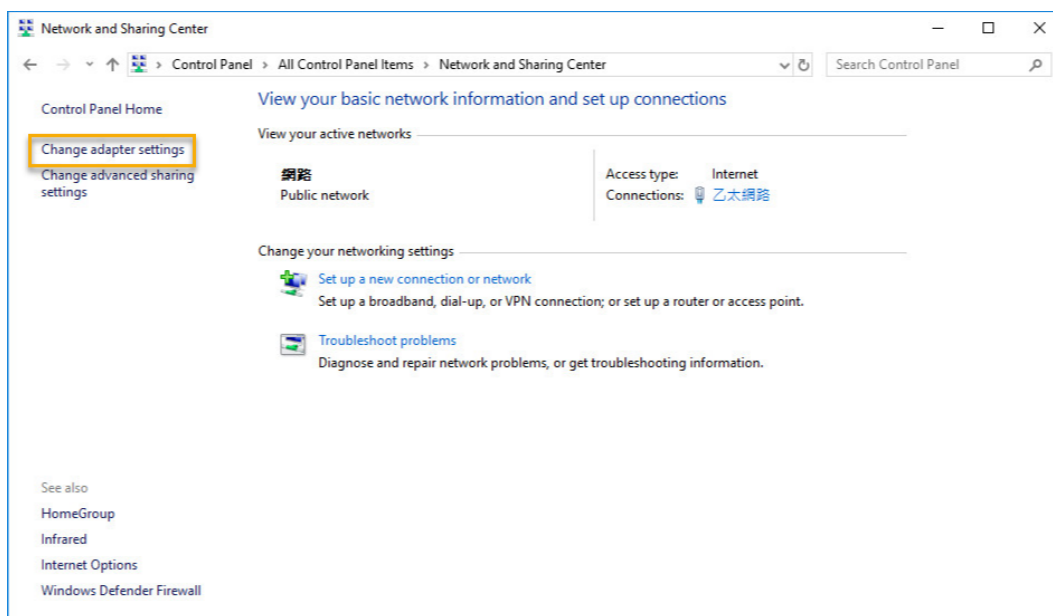 Network and Sharing Center
Control Panel > All Control Panel Items > Network and Sharing Center
Search Control Panel
Control Panel Home
Change adapter settings
Change advanced sharing
settings
View your basic network information and set up connections
View your active networks
網路
Public network
Access type: Internet
Connections: 乙太網路
Change your networking settings
Set up a new connection or network
Set up a broadband, dial-up, or VPN connection; or set up a router or access point.
Troubleshoot problems
Diagnose and repair network problems, or get troubleshooting information.
See also
HomeGroup
Infrared
Internet Options
Windows Defender Firewall